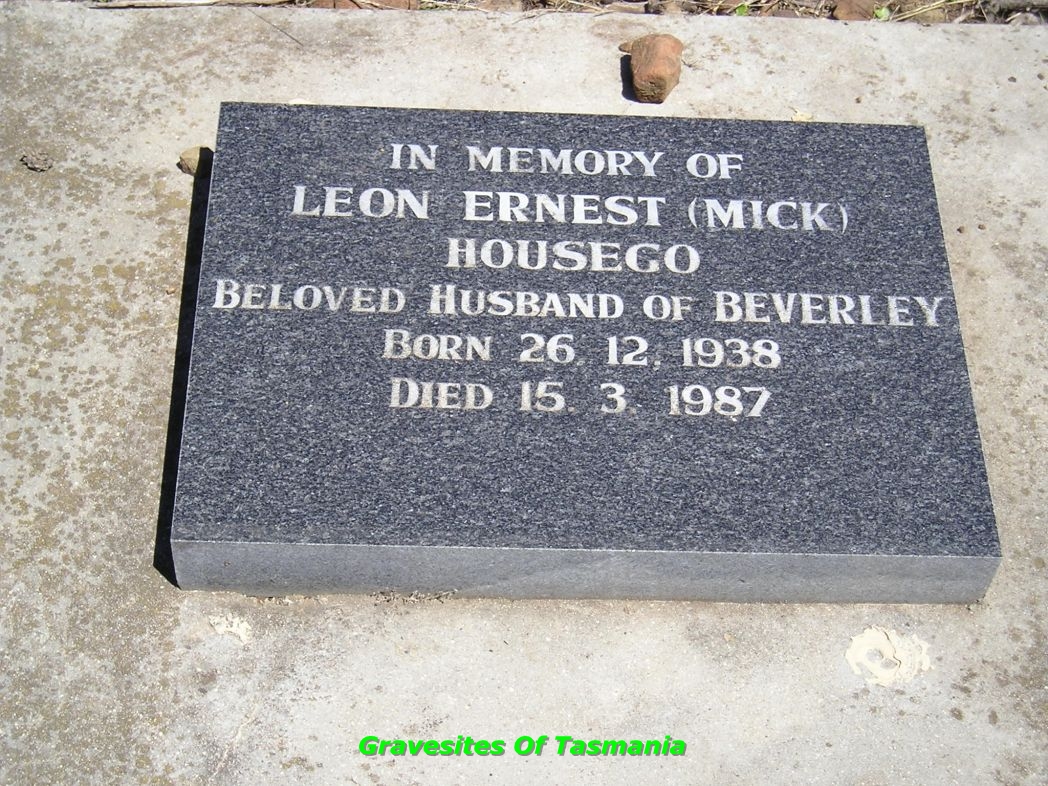 IN MEMORY OF
LEON ERNEST (MICK)
HOUSEGO
BELOVED HUSBAND OF BEVERLEY
BORN 26. 12. 1938
DIED 15. 3. 1987
Gravesites Of Tasmania